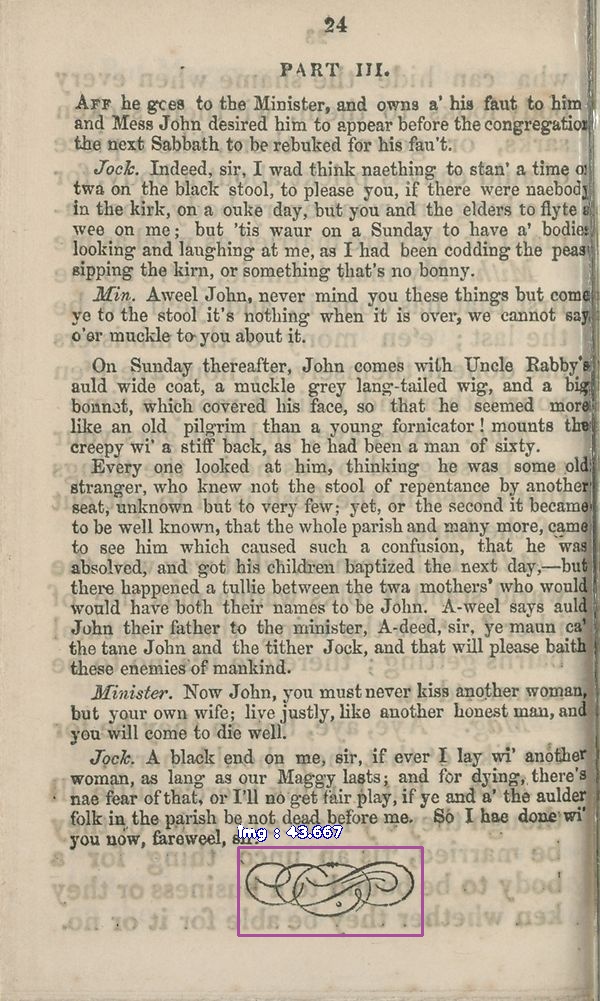 24
PART III.
AFF he goes to the Minister, and owns a' his faut to him
and Mess John desired him to appear before the congregation
the next Sabbath to be rebuked for his fau't.
Jock. Indeed, sir, I wad think naething to stan' a time o
twa on the black stool, to please you, if there were naebody
in the kirk, on a ouke day, but you and the elders to flyte a
wee on me; but 'tis waur on a Sunday to have a' bodies
looking and laughing at me, as I had been codding the peas
sipping the kirn, or something that's no bonny.
Min. Aweel John, never mind you these things but come
ye to the stool it's nothing when it is over, we cannot say
o'er muckle to you about it.
On Sunday thereafter, John comes with Uncle Rabby's
auld wide coat, a muckle grey lang-tailed wig, and a big
bonnet, which covered his face, so that he seemed more
like an old pilgrim than a young fornicator! mounts the
creepy wi' a stiff back, as he had been a man of sixty.
Every one looked at him, thinking he was some old
stranger, who knew not the stool of repentance by another
seat, unknown but to very few; yet, or the second it became
to be well known, that the whole parish and many more, came
to see him which caused such a confusion, that he was
absolved, and got his children baptized the next day,—but
there happened a tullie between the twa mothers' who would
would have both their names to be John. A-weel says auld
John their father to the minister, A-deed, sir, ye maun ca'
the tane John and the tither Jock, and that will please baith
these enemies of mankind.
Minister. Now John, you must never kiss another woman,
but your own wife; live justly, like another honest man, and
you will come to die well.
Jock. A black end on me, sir, if ever I lay wi' another
woman, as lang as our Maggy lasts; and for dying, there's
nae fear of that, or I'll no get fair play, if ye and a' the aulder
folk in the parish be not dead before me. So I hae done wi'
you now, fareweel, sir.
Img : 43.667